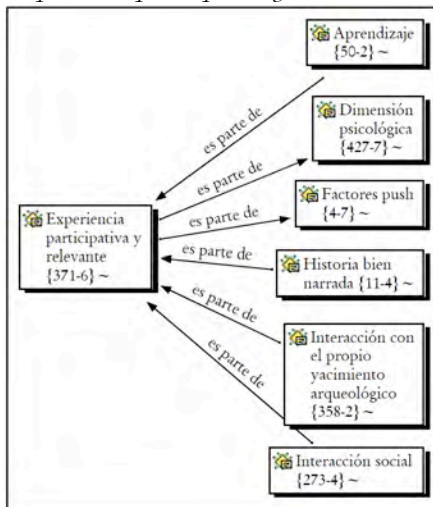 Aprendizaje
{50-2} ~
es parte de
Dimensión
psicológica
{427-7} ~
es parte de
es parte de
Factores push
{4-7} ~
Experiencia
participativa y
relevante
{371-6} ~
es parte de
Historia bien
narrada {11-4} ~
es parte de
Interacción con
el propio
yacimiento
arqueológico
{358-2} ~
es parte de
Interacción social
{273-4} ~